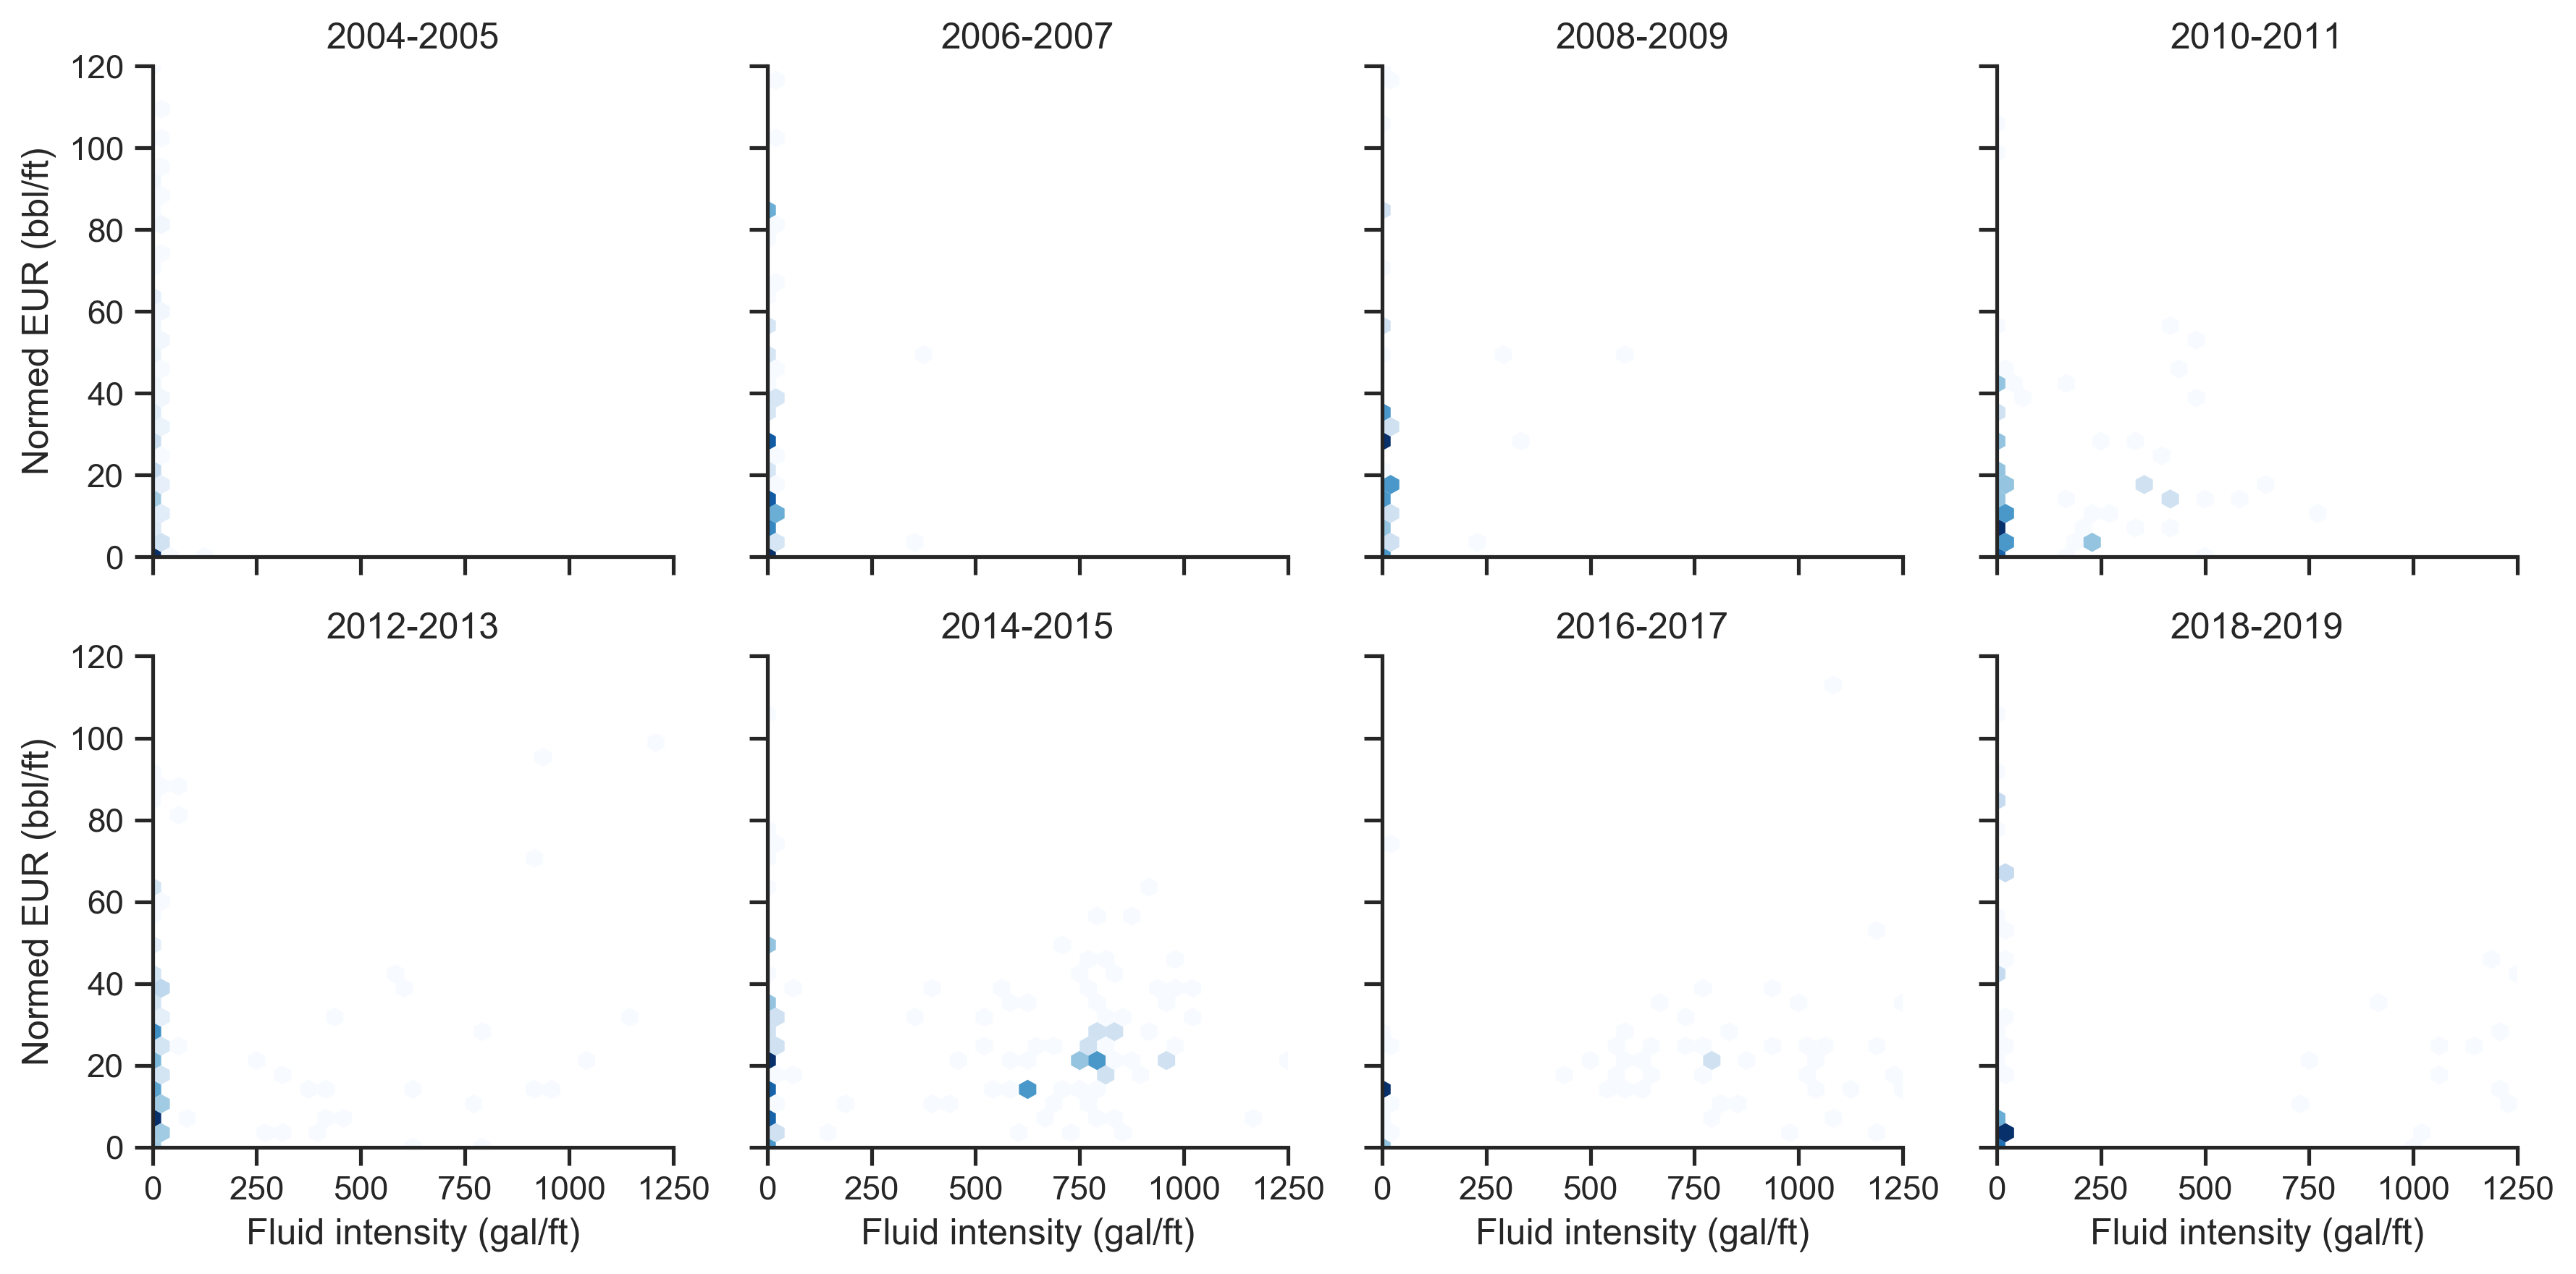 2004-2005
2006-2007
2008-2009
2010-2011
120
100
80
60
40
20
0
Normed EUR (bbl/ft)
2012-2013
2014-2015
2016-2017
2018-2019
120
100
80
60
40
20
0
Normed EUR (bbl/ft)
0 250 500 750 1000 1250
0 250 500 750 1000 1250
0 250 500 750 1000 1250
0 250 500 750 1000 1250
Fluid intensity (gal/ft)
Fluid intensity (gal/ft)
Fluid intensity (gal/ft)
Fluid intensity (gal/ft)